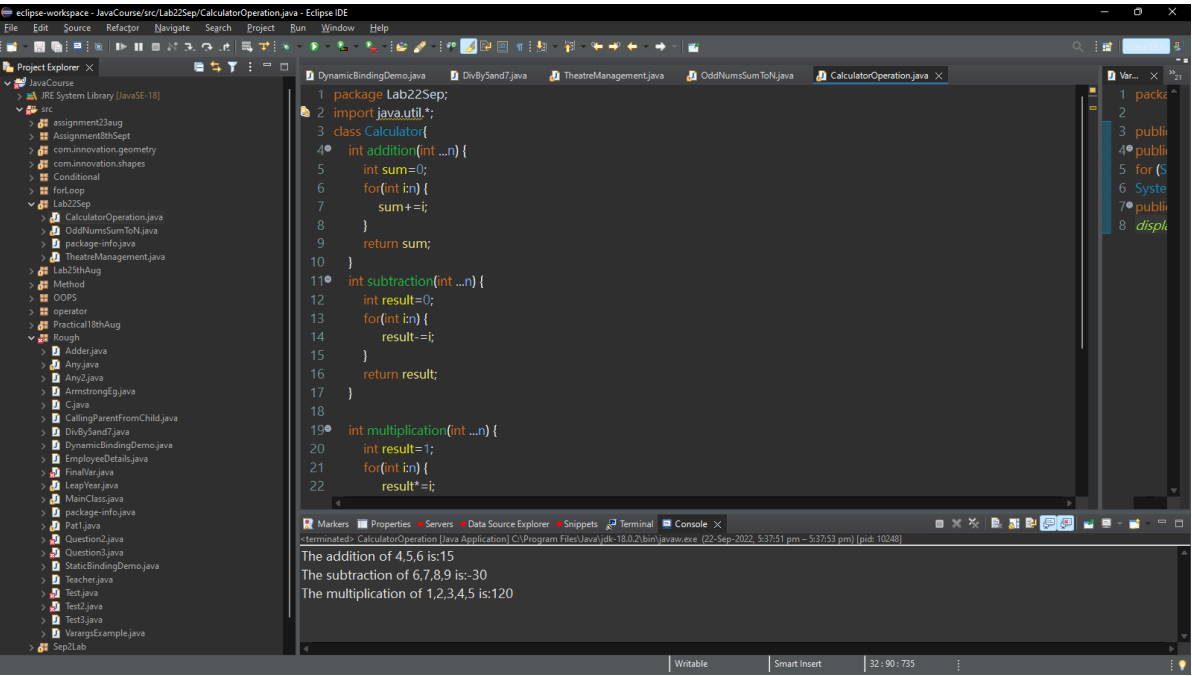 eclipse-workspace - JavaCourse/src/Lab22Sep/CalculatorOperation.java - Eclipse IDE
File Edit Source Refactor Navigate Search Project Run Window Help
Project Explorer
JavaCourse
JRE System Library [JavaSE-18]
src
assignment23aug
Assignment8thSept
com.innovation.geometry
com.innovation.shapes
Conditional
forLoop
Lab22Sep
CalculatorOperation.java
OddNumsSumToN.java
package-info.java
TheatreManagement.java
Lab25thAug
Method
OOPS
operator
Practical18thAug
Rough
Adder.java
Any.java
Any2.java
ArmstrongEg.java
C.java
CallingParentFromChild.java
DivBy5and7.java
DynamicBindingDemo.java
EmployeeDetails.java
FinalVar.java
LeapYear.java
MainClass.java
package-info.java
Pat1.java
Question2.java
Question3.java
StaticBindingDemo.java
Teacher.java
Test.java
Test2.java
Test3.java
VarargsExample.java
Sep2Lab
DynamicBindingDemo.java DivBy5and7.java TheatreManagement.java OddNumsSumToN.java CalculatorOperation.java
1 package Lab22Sep;
2 import java.util.*;
3 class Calculator{
4 int addition(int ...n) {
5 int sum=0;
6 for(int i:n) {
7 sum+=i;
8 }
9 return sum;
10 }
11 int subtraction(int ...n) {
12 int result=0;
13 for(int i:n) {
14 result-=i;
15 }
16 return result;
17 }
18
19 int multiplication(int ...n) {
20 int result=1;
21 for(int i:n) {
22 result*=i;
Var... 21
1 packa
2
3 publi
4 publi
5 for (S
6 Syste
7 publi
8 displa
Markers Properties Servers Data Source Explorer Snippets Terminal Console
<terminated> CalculatorOperation [Java Application] C:\Program Files\Java\jdk-18.0.2\bin\javaw.exe (22-Sep-2022, 5:37:51 pm – 5:37:53 pm) [pid: 10248]
The addition of 4,5,6 is:15
The subtraction of 6,7,8,9 is:-30
The multiplication of 1,2,3,4,5 is:120
Writable Smart Insert 32 : 90 : 735